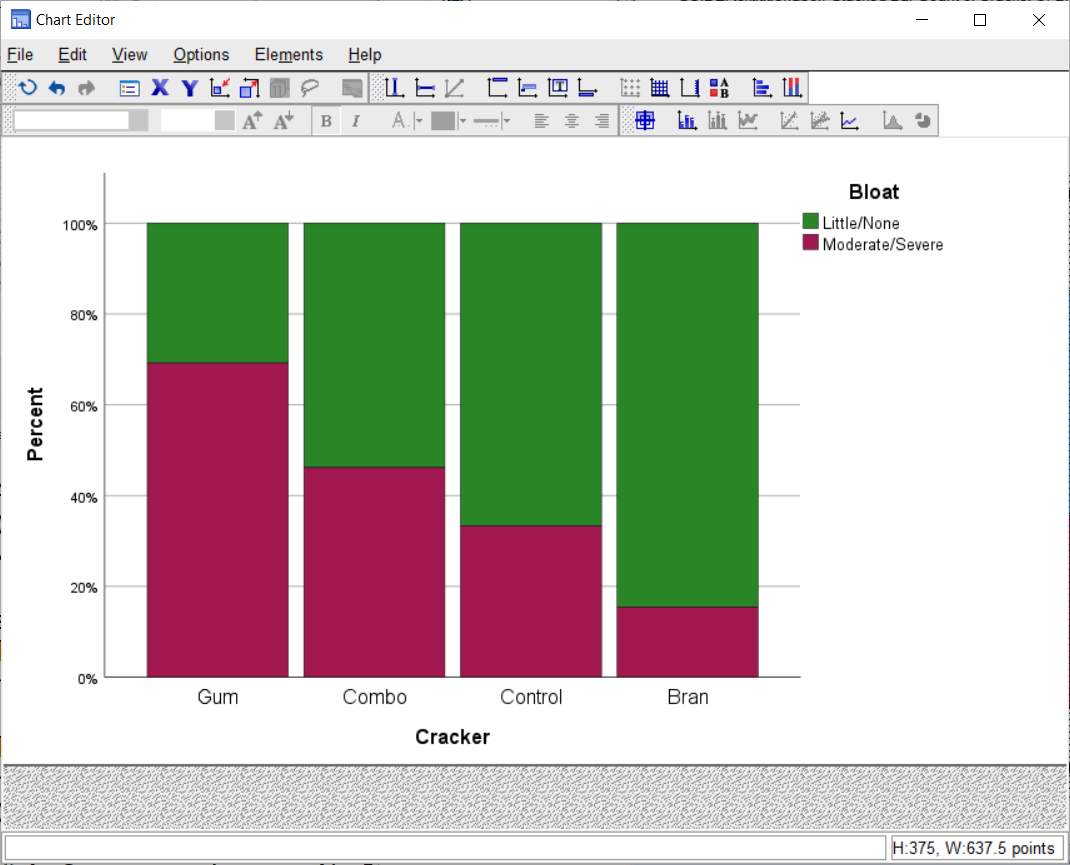 Chart Editor
File Edit View Options Elements Help
X Y T A B
A A B I A
Bloat
Little/None
Moderate/Severe
100%
80%
60%
40%
20%
0%
Percent
Gum Combo Control Bran
Cracker
H:375, W:637.5 points